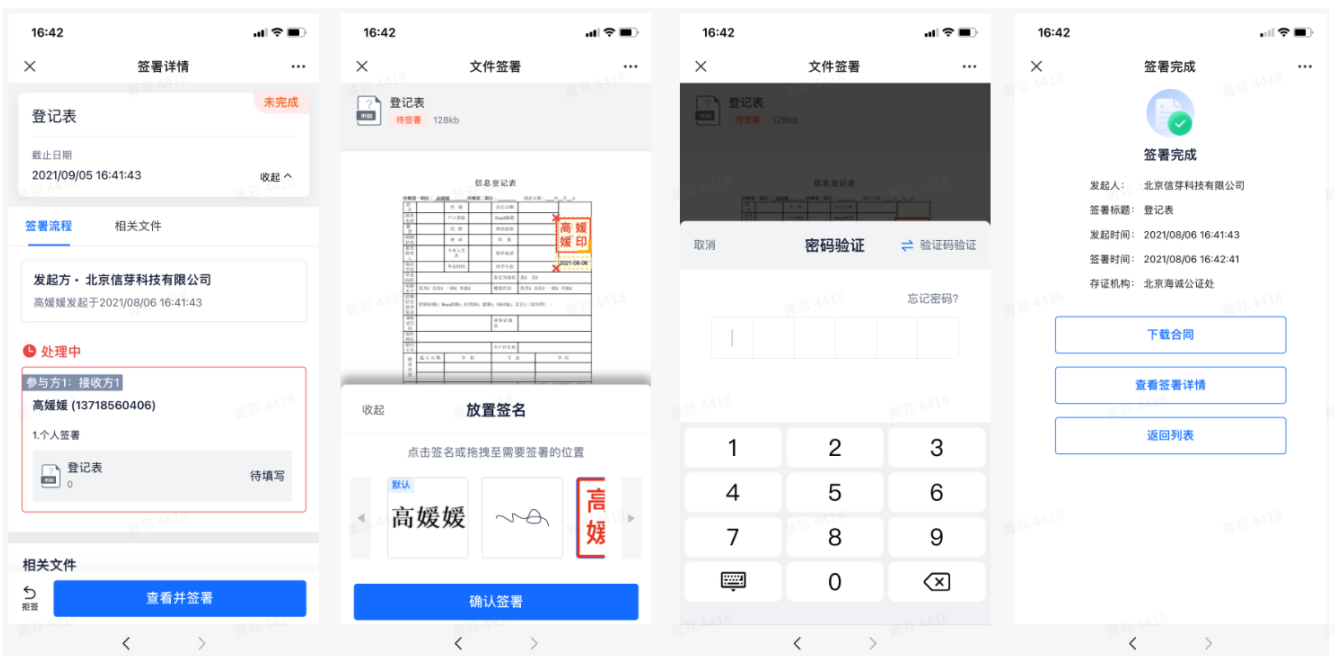 16:42
签署详情
未完成
登记表
截止日期
2021/09/05 16:41:43
收起
签署流程
相关文件
发起方·北京信芽科技有限公司
高媛媛发起于2021/08/06 16:41:43
处理中
参与方1：接收方1
高媛媛 (13718560406)
1.个人签署
登记表
0
待填写
相关文件
拒签
查看并签署
16:42
文件签署
登记表
待签署 128kb
信息登记表
高媛
媛印
2021-08-06
收起
放置签名
点击签名或拖拽至需要签署的位置
默认
高媛媛
高
媛
确认签署
16:42
文件签署
登记表
待签署 128kb
信息登记表
取消
密码验证
验证码验证
忘记密码?
1 2 3
4 5 6
7 8 9
0
16:42
签署完成
签署完成
发起人： 北京信芽科技有限公司
签署标题： 登记表
发起时间： 2021/08/06 16:41:43
签署时间： 2021/08/06 16:42:41
存证机构： 北京海诚公证处
下载合同
查看签署详情
返回列表
黄菲 4418